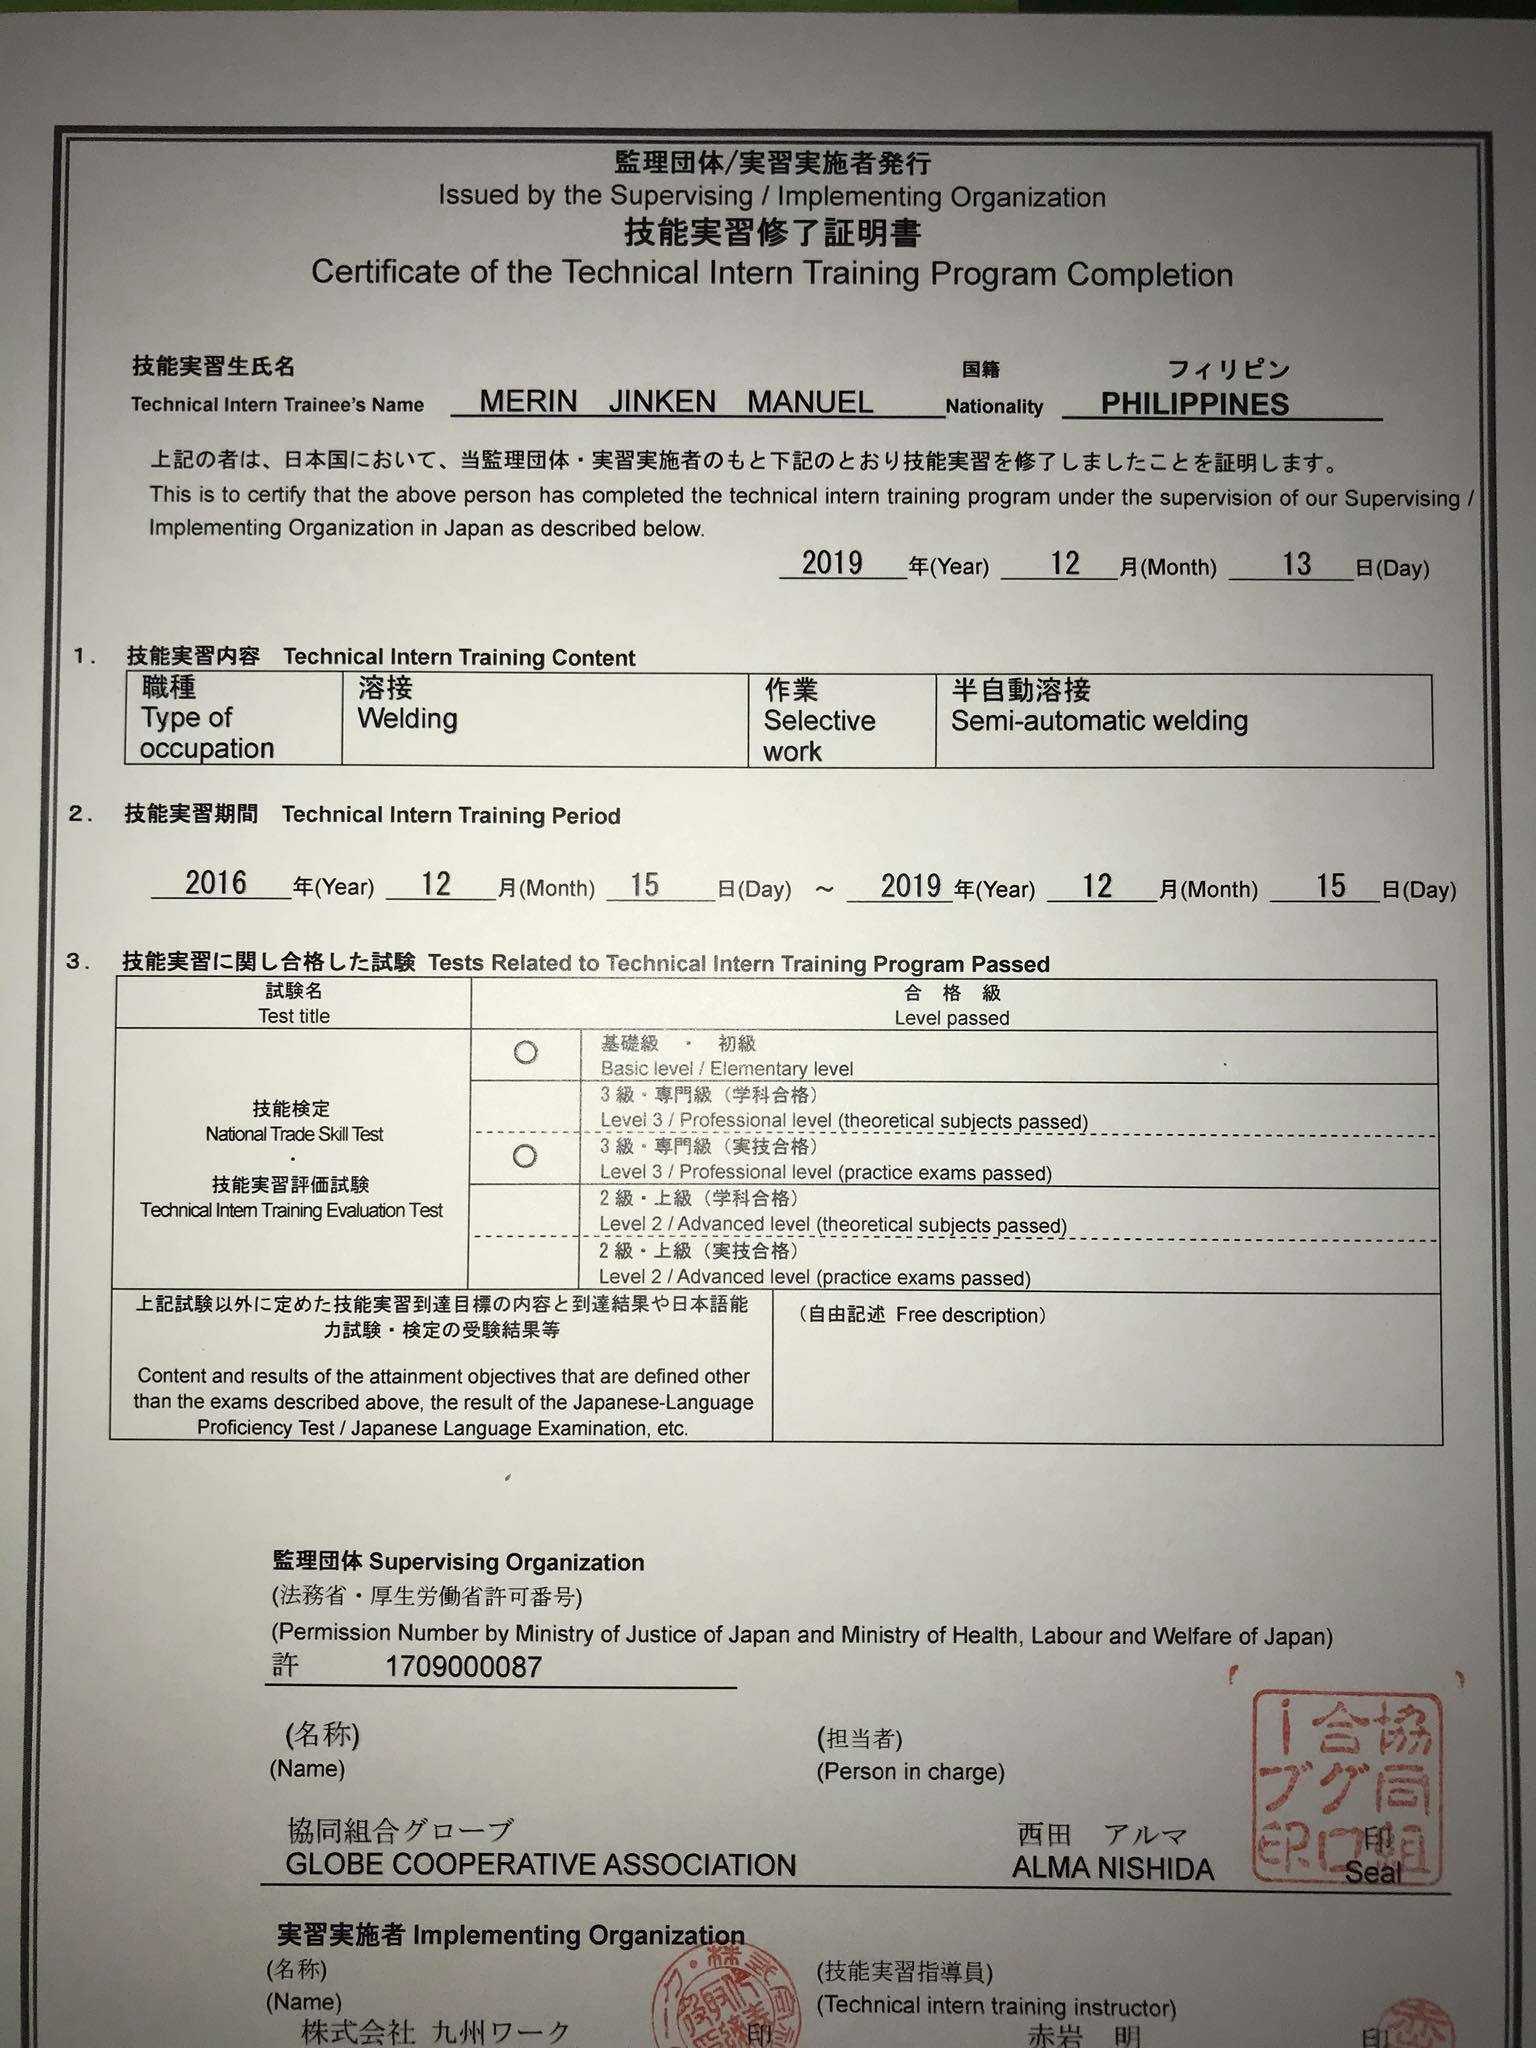 監理団体/実習実施者発行
Issued by the Supervising / Implementing Organization
技能実習修了証明書
Certificate of the Technical Intern Training Program Completion
技能実習生氏名 国籍 フィリピン
Technical Intern Trainee's Name MERIN JINKEN MANUEL Nationality PHILIPPINES
上記の者は、日本国において、当監理団体・実習実施者のもと下記のとおり技能実習を修了しましたことを証明します。
This is to certify that the above person has completed the technical intern training program under the supervision of our Supervising /
Implementing Organization in Japan as described below.
2019 年(Year) 12 月(Month) 13 日(Day)
1. 技能実習内容 Technical Intern Training Content
職種 溶接 作業 半自動溶接
Type of Welding Selective Semi-automatic welding
occupation work
2. 技能実習期間 Technical Intern Training Period
2016 年(Year) 12 月(Month) 15 日(Day) ～ 2019 年(Year) 12 月(Month) 15 日(Day)
3. 技能実習に関し合格した試験 Tests Related to Technical Intern Training Program Passed
試験名 合 格 級
Test title Level passed
○ 基礎級 ・ 初級
Basic level / Elementary level
3級・専門級（学科合格）
技能検定
Level 3 / Professional level (theoretical subjects passed)
National Trade Skill Test
○ 3級・専門級（実技合格）
・
Level 3 / Professional level (practice exams passed)
技能実習評価試験
2級・上級（学科合格）
Technical Intern Training Evaluation Test
Level 2 / Advanced level (theoretical subjects passed)
2級・上級（実技合格）
Level 2 / Advanced level (practice exams passed)
上記試験以外に定めた技能実習到達目標の内容と到達結果や日本語能
力試験・検定の受験結果等
（自由記述 Free description）
Content and results of the attainment objectives that are defined other
than the exams described above, the result of the Japanese-Language
Proficiency Test / Japanese Language Examination, etc.
監理団体 Supervising Organization
(法務省・厚生労働省許可番号)
(Permission Number by Ministry of Justice of Japan and Ministry of Health, Labour and Welfare of Japan)
許 1709000087
(名称) (担当者)
(Name) (Person in charge)
協同組合グローブ 西田 アルマ 印
GLOBE COOPERATIVE ASSOCIATION ALMA NISHIDA Seal
協同組
合グロ
ーブ印
実習実施者 Implementing Organization
(名称) (技能実習指導員)
(Name) (Technical intern training instructor)
株式会社 九州ワーク 印 赤岩 明 印